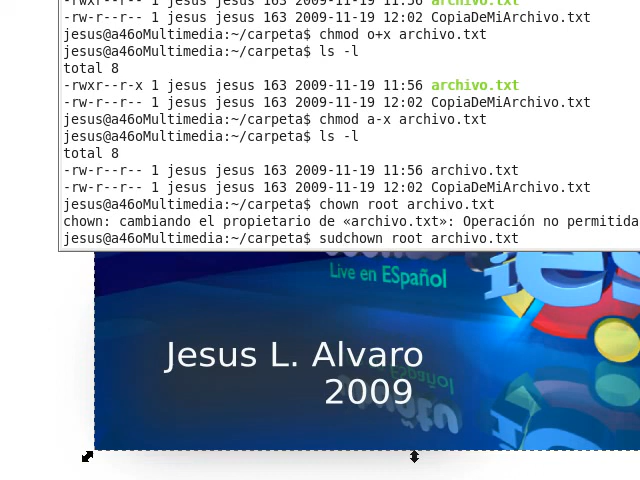 -rwxr--r-- 1 jesus jesus 163 2009-11-19 11:56 archivo.txt
-rw-r--r-- 1 jesus jesus 163 2009-11-19 12:02 CopiaDeMiArchivo.txt
jesus@a46oMultimedia:~/carpeta$ chmod o+x archivo.txt
jesus@a46oMultimedia:~/carpeta$ ls -l
total 8
-rwxr--r-x 1 jesus jesus 163 2009-11-19 11:56 archivo.txt
-rw-r--r-- 1 jesus jesus 163 2009-11-19 12:02 CopiaDeMiArchivo.txt
jesus@a46oMultimedia:~/carpeta$ chmod a-x archivo.txt
jesus@a46oMultimedia:~/carpeta$ ls -l
total 8
-rw-r--r-- 1 jesus jesus 163 2009-11-19 11:56 archivo.txt
-rw-r--r-- 1 jesus jesus 163 2009-11-19 12:02 CopiaDeMiArchivo.txt
jesus@a46oMultimedia:~/carpeta$ chown root archivo.txt
chown: cambiando el propietario de «archivo.txt»: Operación no permitida
jesus@a46oMultimedia:~/carpeta$ sudchown root archivo.txt
Live en ESpañol
Jesus L. Alvaro
2009